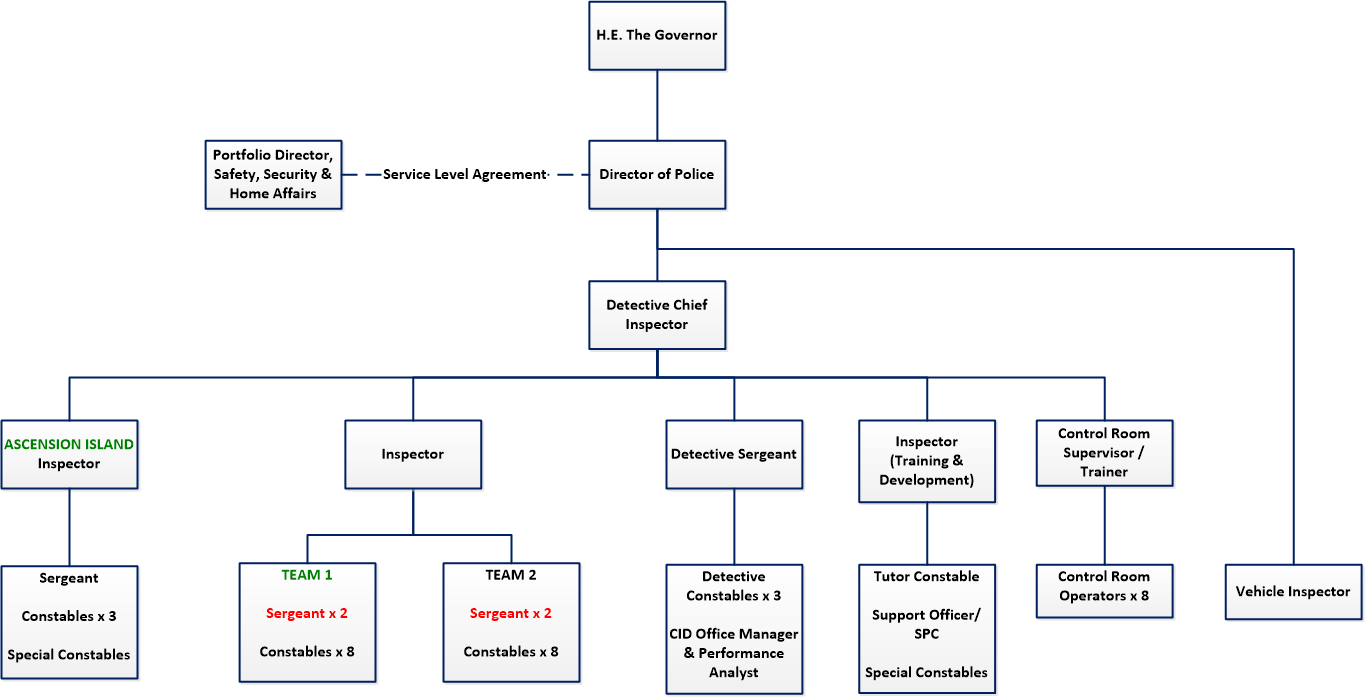 H.E. The Governor
Portfolio Director,
Safety, Security &
Home Affairs
Service Level Agreement
Director of Police
Detective Chief
Inspector
ASCENSION ISLAND
Inspector
Inspector
Detective Sergeant
Inspector
(Training &
Development)
Control Room
Supervisor /
Trainer
Sergeant
Constables x 3
Special Constables
TEAM 1
Sergeant x 2
Constables x 8
TEAM 2
Sergeant x 2
Constables x 8
Detective
Constables x 3
CID Office Manager
& Performance
Analyst
Tutor Constable
Support Officer/
SPC
Special Constables
Control Room
Operators x 8
Vehicle Inspector